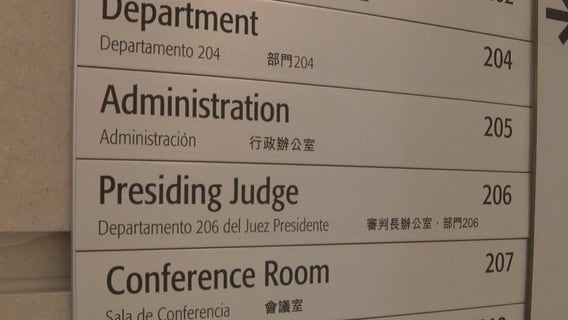 Department 204
Departamento 204 部門204
Administration 205
Administración 行政辦公室
Presiding Judge 206
Departamento 206 del Juez Presidente 審判長辦公室，部門206
Conference Room 207
Sala de Conferencia 會議室